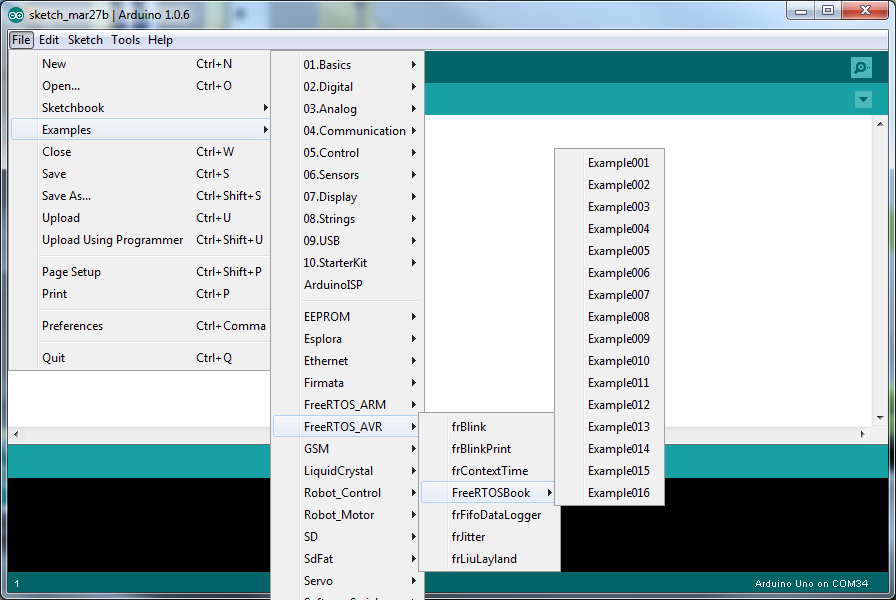 sketch_mar27b | Arduino 1.0.6
File Edit Sketch Tools Help
New Ctrl+N
Open... Ctrl+O
Sketchbook
Examples
Close Ctrl+W
Save Ctrl+S
Save As... Ctrl+Shift+S
Upload Ctrl+U
Upload Using Programmer Ctrl+Shift+U
Page Setup Ctrl+Shift+P
Print Ctrl+P
Preferences Ctrl+Comma
Quit Ctrl+Q
01.Basics
02.Digital
03.Analog
04.Communication
05.Control
06.Sensors
07.Display
08.Strings
09.USB
10.StarterKit
ArduinoISP
EEPROM
Esplora
Ethernet
Firmata
FreeRTOS_ARM
FreeRTOS_AVR
GSM
LiquidCrystal
Robot_Control
Robot_Motor
SD
SdFat
Servo
frBlink
frBlinkPrint
frContextTime
FreeRTOSBook
frFifoDataLogger
frJitter
frLiuLayland
Example001
Example002
Example003
Example004
Example005
Example006
Example007
Example008
Example009
Example010
Example011
Example012
Example013
Example014
Example015
Example016
1
Arduino Uno on COM34